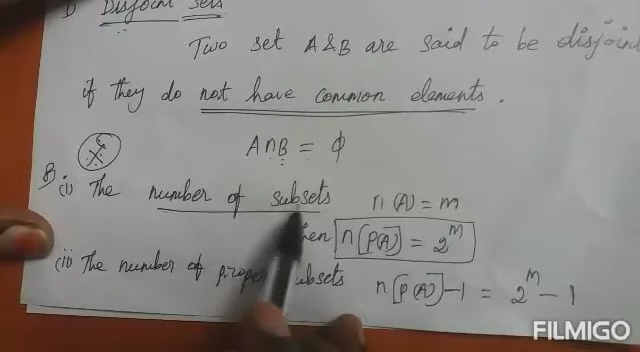 Disjoint sets
Two set A & B are said to be disjoint
if they do not have common elements.
A∩B = ϕ
8. (i) The number of subsets n(A) = m
then n[P(A)] = 2^m
(ii) The number of proper subsets n[P(A)]-1 = 2^m - 1
FILMIGO